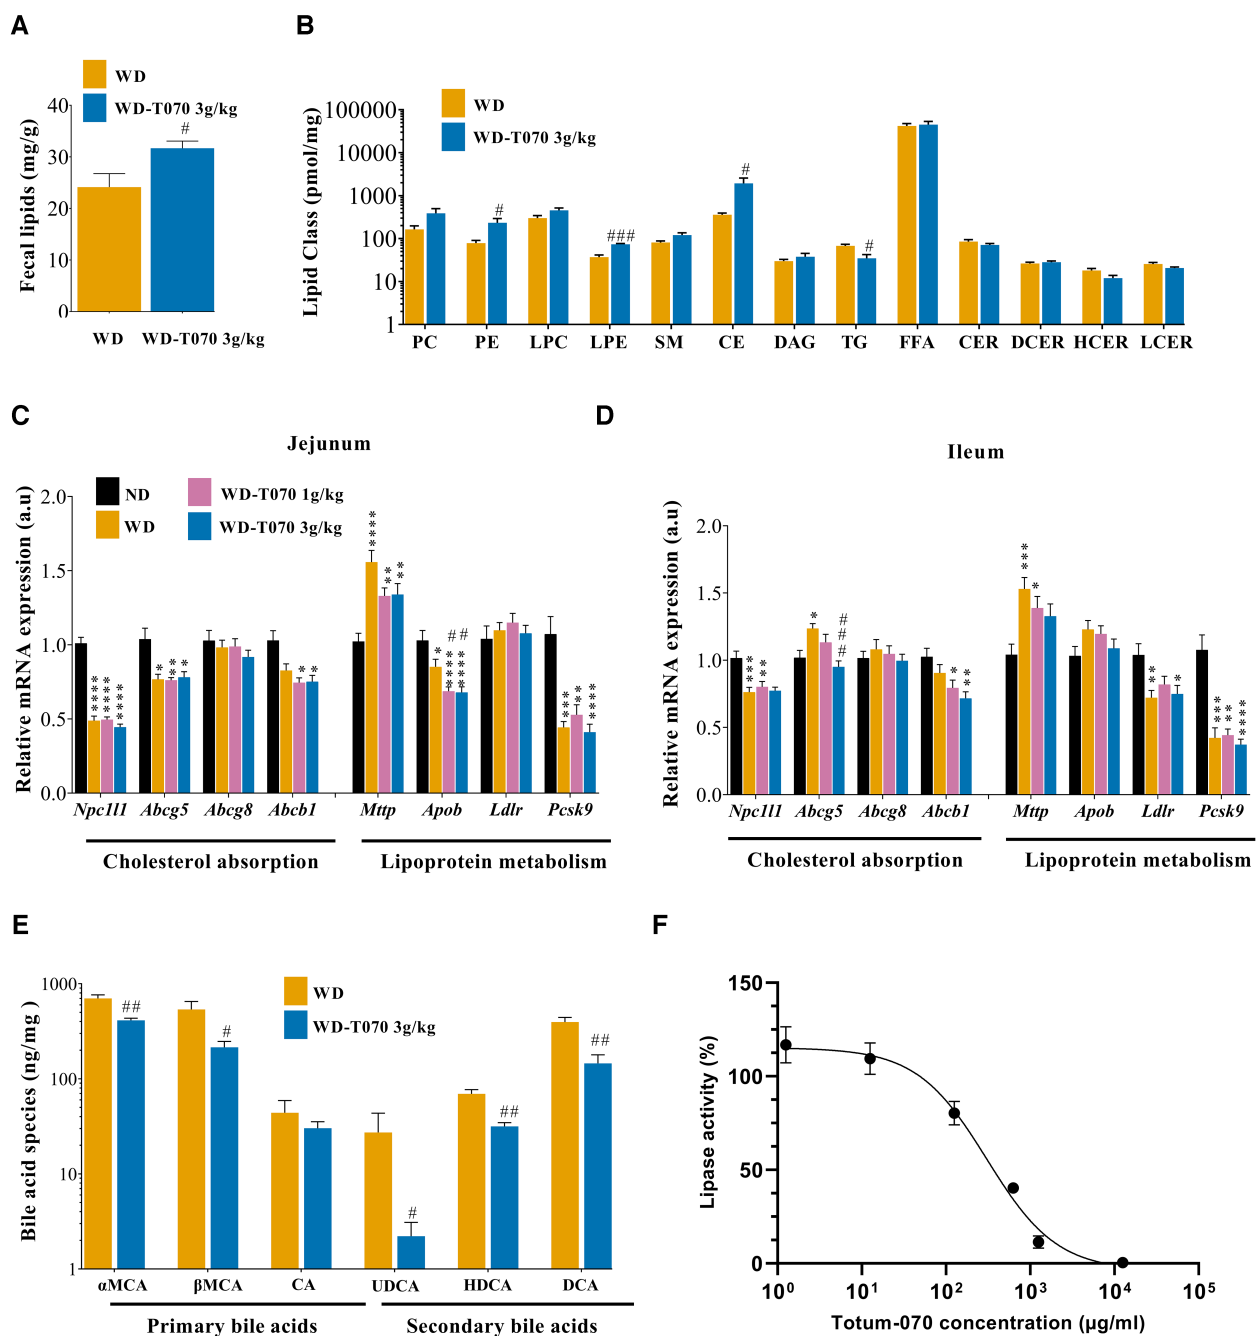 A
WD
WD-T070 3g/kg
Fecal lipids (mg/g)
40
30
20
10
0
#
WD WD-T070 3g/kg
B
WD
WD-T070 3g/kg
Lipid Class (pmol/mg)
100000
10000
1000
100
10
1
# ### # #
PC PE LPC LPE SM CE DAG TG FFA CER DCER HCER LCER
C
Jejunum
ND
WD
WD-T070 1g/kg
WD-T070 3g/kg
Relative mRNA expression (a.u)
2.0
1.5
1.0
0.5
0.0
**** **** **** * ** * * * **** ** ** * **** ## **** ## *** ** ****
Npc1l1 Abcg5 Abcg8 Abcb1 Mttp Apob Ldlr Pcsk9
Cholesterol absorption Lipoprotein metabolism
D
Ileum
Relative mRNA expression (a.u)
2.0
1.5
1.0
0.5
0.0
*** ** * ### * ** *** * ** * *** ** ****
Npc1l1 Abcg5 Abcg8 Abcb1 Mttp Apob Ldlr Pcsk9
Cholesterol absorption Lipoprotein metabolism
E
WD
WD-T070 3g/kg
Bile acid species (ng/mg )
1000
100
10
1
## # # ## ##
αMCA βMCA CA UDCA HDCA DCA
Primary bile acids Secondary bile acids
F
Lipase activity (%)
150
100
50
0
10⁰ 10¹ 10² 10³ 10⁴ 10⁵
Totum-070 concentration (µg/ml)